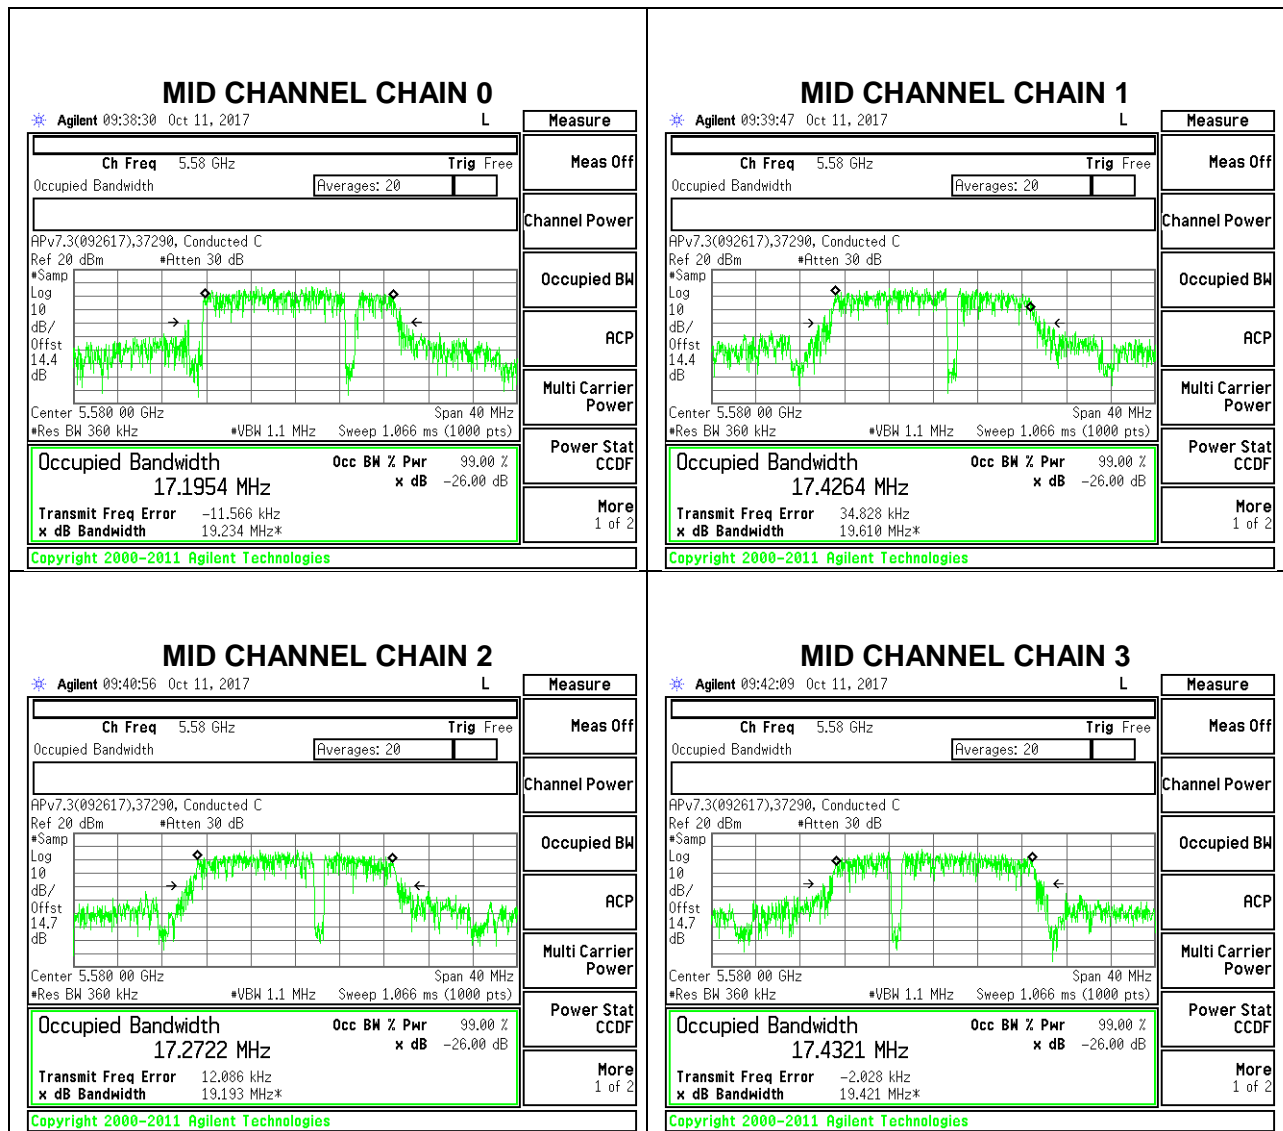 MID CHANNEL CHAIN 0
Agilent 09:38:30 Oct 11, 2017 L Measure
Ch Freq 5.58 GHz Trig Free Meas Off
Occupied Bandwidth Averages: 20
Channel Power
APv7.3(092617),37290, Conducted C
Ref 20 dBm #Atten 30 dB
#Samp Occupied BW
Log
10
dB/
Offst ACP
14.4
dB
Multi Carrier
Power
Center 5.580 00 GHz Span 40 MHz
#Res BW 360 kHz #VBW 1.1 MHz Sweep 1.066 ms (1000 pts)
Power Stat
CCDF
Occupied Bandwidth Occ BW % Pwr 99.00 %
17.1954 MHz x dB -26.00 dB
Transmit Freq Error -11.566 kHz
x dB Bandwidth 19.234 MHz*
More
1 of 2
Copyright 2000-2011 Agilent Technologies
MID CHANNEL CHAIN 1
Agilent 09:39:47 Oct 11, 2017 L Measure
Ch Freq 5.58 GHz Trig Free Meas Off
Occupied Bandwidth Averages: 20
Channel Power
APv7.3(092617),37290, Conducted C
Ref 20 dBm #Atten 30 dB
#Samp Occupied BW
Log
10
dB/
Offst ACP
14.4
dB
Multi Carrier
Power
Center 5.580 00 GHz Span 40 MHz
#Res BW 360 kHz #VBW 1.1 MHz Sweep 1.066 ms (1000 pts)
Power Stat
CCDF
Occupied Bandwidth Occ BW % Pwr 99.00 %
17.4264 MHz x dB -26.00 dB
Transmit Freq Error 34.828 kHz
x dB Bandwidth 19.610 MHz*
More
1 of 2
Copyright 2000-2011 Agilent Technologies
MID CHANNEL CHAIN 2
Agilent 09:40:56 Oct 11, 2017 L Measure
Ch Freq 5.58 GHz Trig Free Meas Off
Occupied Bandwidth Averages: 20
Channel Power
APv7.3(092617),37290, Conducted C
Ref 20 dBm #Atten 30 dB
#Samp Occupied BW
Log
10
dB/
Offst ACP
14.7
dB
Multi Carrier
Power
Center 5.580 00 GHz Span 40 MHz
#Res BW 360 kHz #VBW 1.1 MHz Sweep 1.066 ms (1000 pts)
Power Stat
CCDF
Occupied Bandwidth Occ BW % Pwr 99.00 %
17.2722 MHz x dB -26.00 dB
Transmit Freq Error 12.086 kHz
x dB Bandwidth 19.193 MHz*
More
1 of 2
Copyright 2000-2011 Agilent Technologies
MID CHANNEL CHAIN 3
Agilent 09:42:09 Oct 11, 2017 L Measure
Ch Freq 5.58 GHz Trig Free Meas Off
Occupied Bandwidth Averages: 20
Channel Power
APv7.3(092617),37290, Conducted C
Ref 20 dBm #Atten 30 dB
#Samp Occupied BW
Log
10
dB/
Offst ACP
14.7
dB
Multi Carrier
Power
Center 5.580 00 GHz Span 40 MHz
#Res BW 360 kHz #VBW 1.1 MHz Sweep 1.066 ms (1000 pts)
Power Stat
CCDF
Occupied Bandwidth Occ BW % Pwr 99.00 %
17.4321 MHz x dB -26.00 dB
Transmit Freq Error -2.028 kHz
x dB Bandwidth 19.421 MHz*
More
1 of 2
Copyright 2000-2011 Agilent Technologies